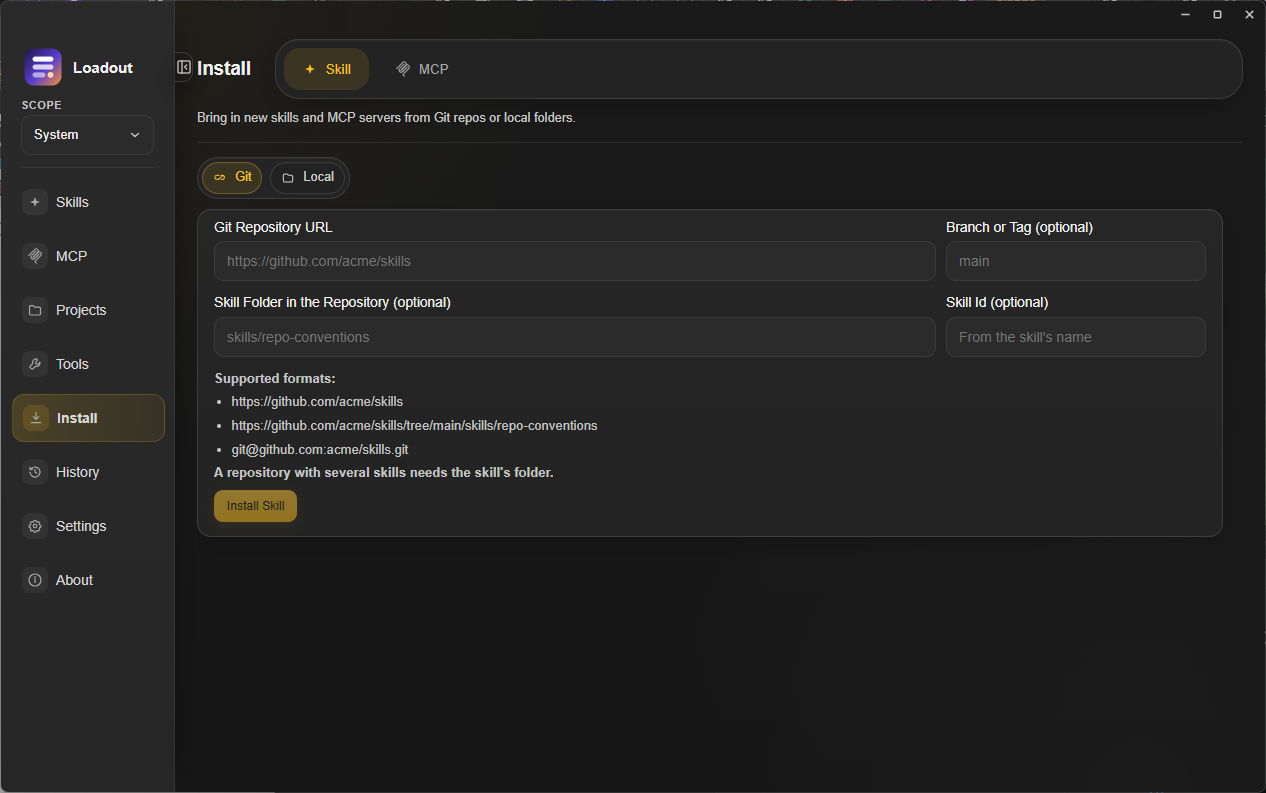 Loadout
SCOPE
System
Skills
MCP
Projects
Tools
Install
History
Settings
About
Install
Skill
MCP
Bring in new skills and MCP servers from Git repos or local folders.
Git
Local
Git Repository URL
https://github.com/acme/skills
Branch or Tag (optional)
main
Skill Folder in the Repository (optional)
skills/repo-conventions
Skill Id (optional)
From the skill's name
Supported formats:
• https://github.com/acme/skills
• https://github.com/acme/skills/tree/main/skills/repo-conventions
• git@github.com:acme/skills.git
A repository with several skills needs the skill's folder.
Install Skill